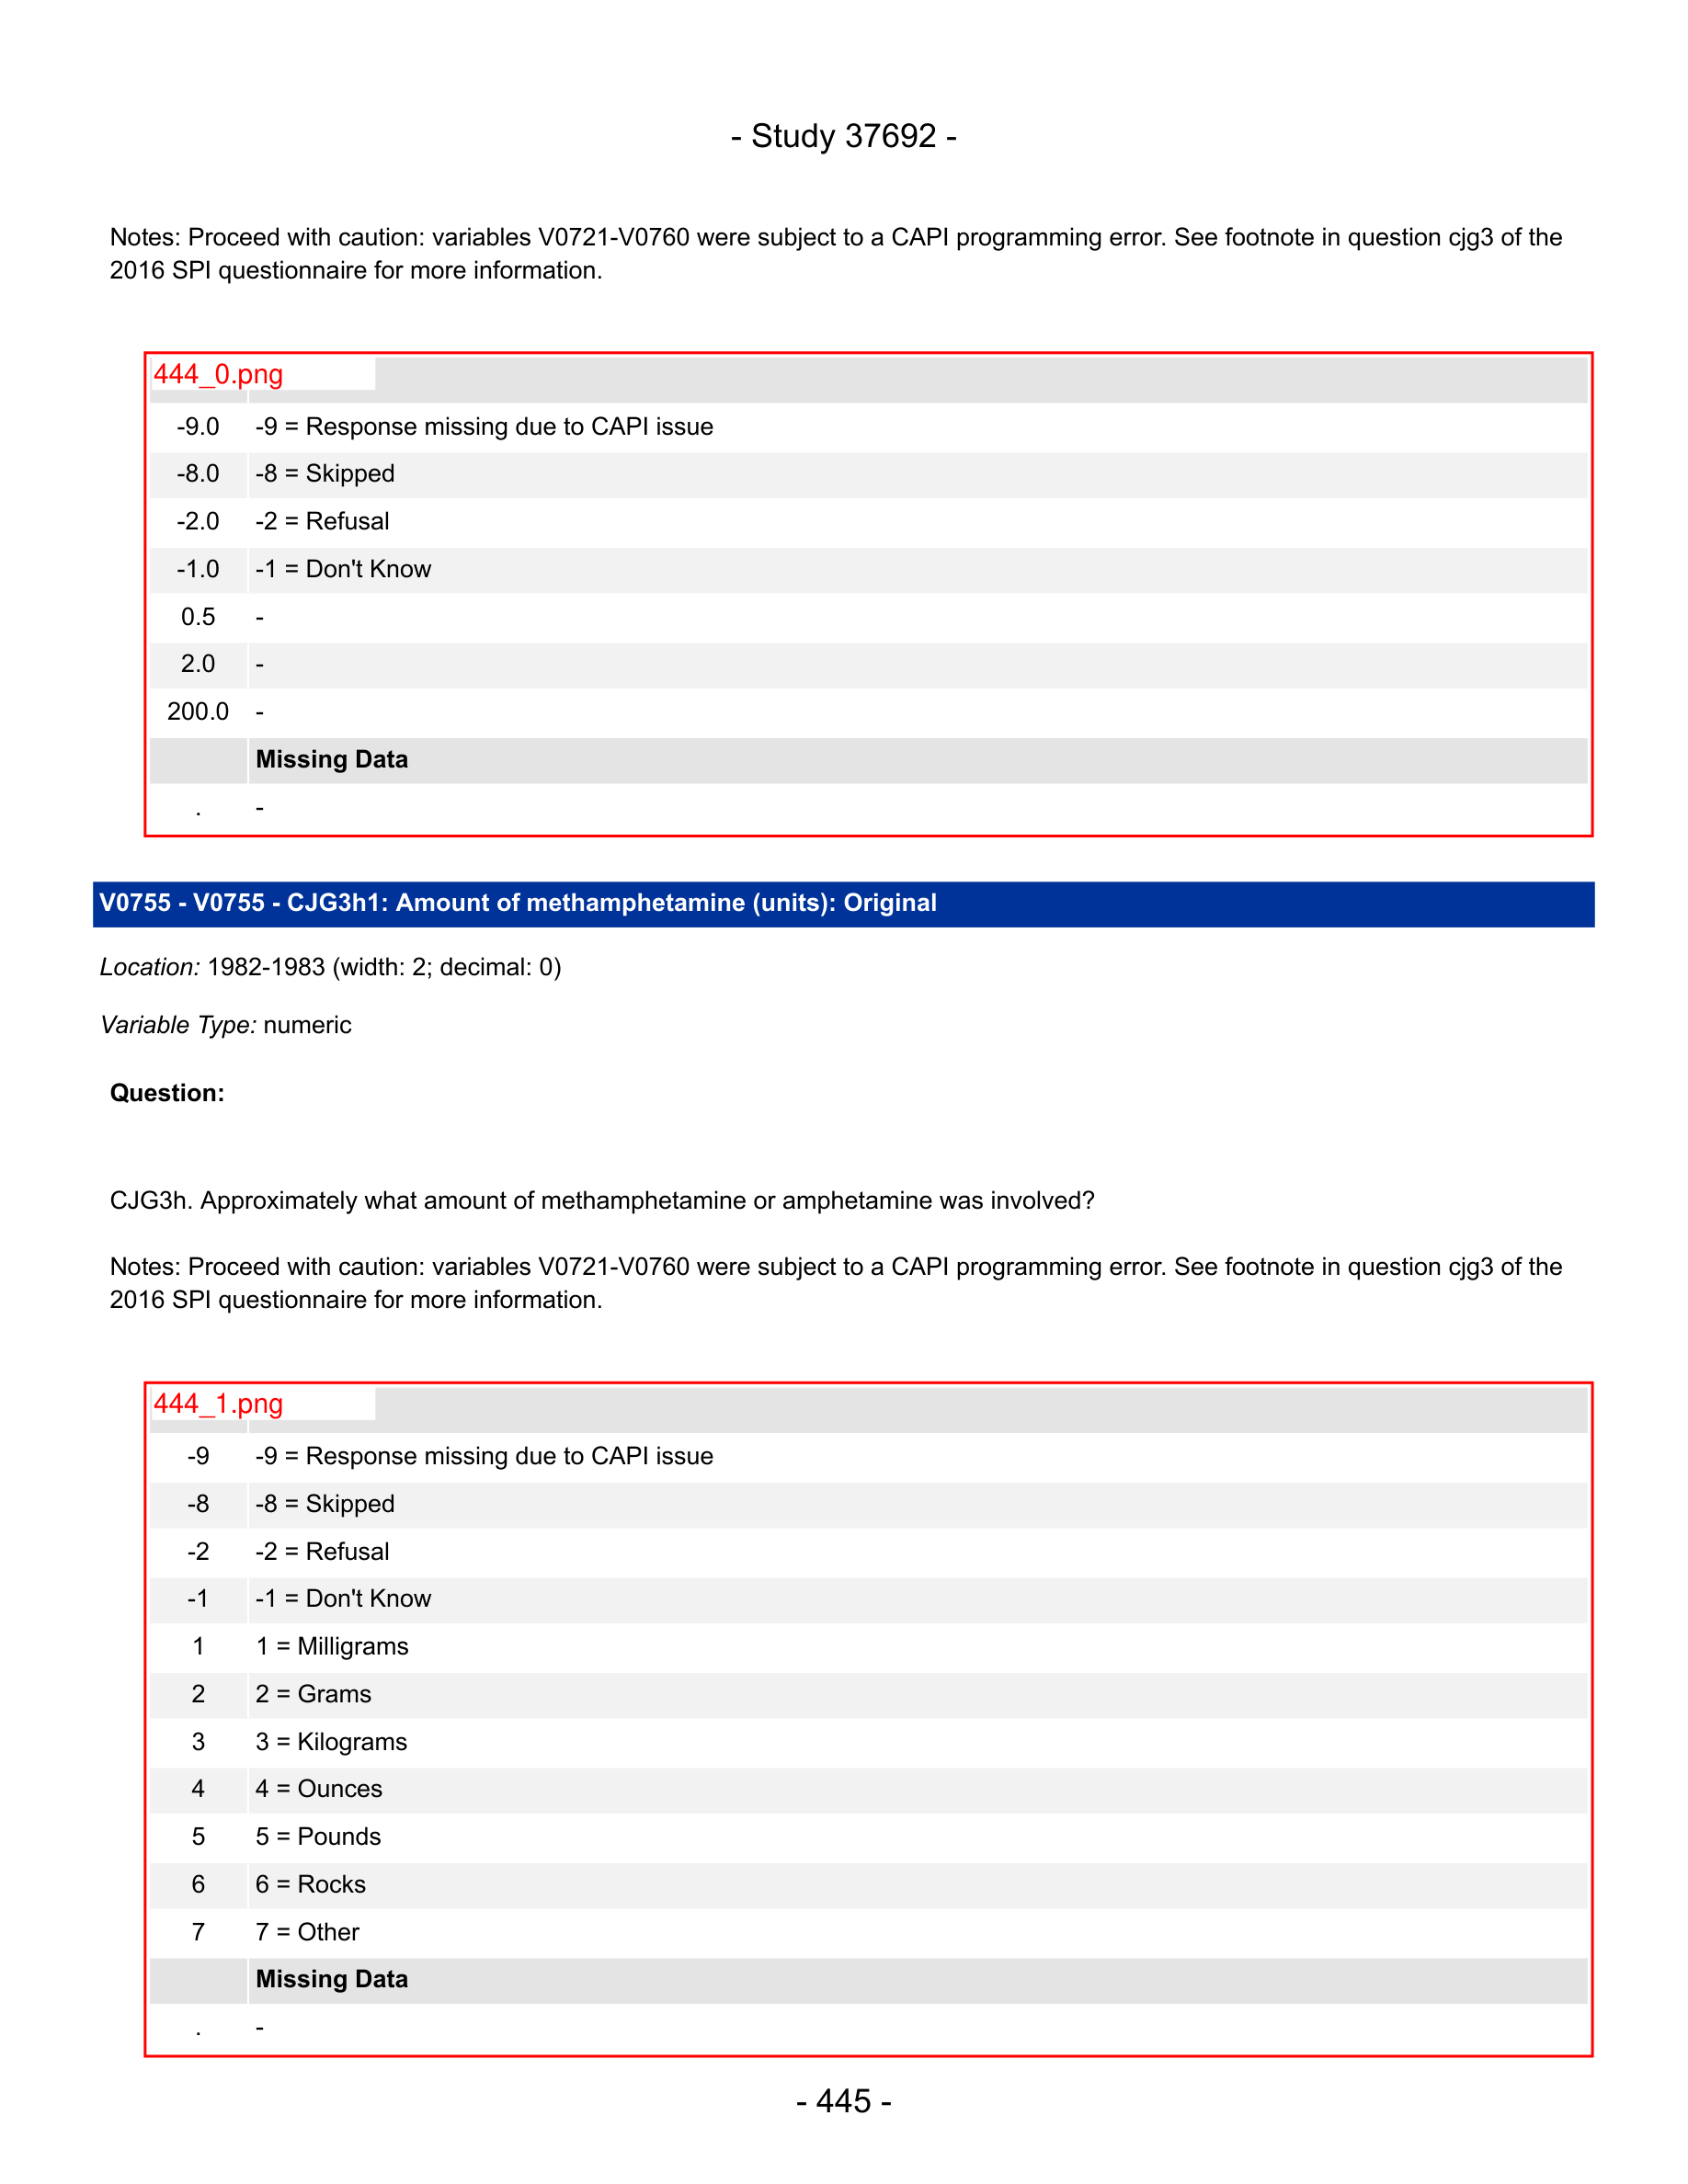 - Study 37692 -
Notes: Proceed with caution: variables V0721-V0760 were subject to a CAPI programming error. See footnote in question cjg3 of the
2016 SPI questionnaire for more information.
444_0.png
-9.0 -9 = Response missing due to CAPI issue
-8.0 -8 = Skipped
-2.0 -2 = Refusal
-1.0 -1 = Don't Know
0.5 -
2.0 -
200.0 -
Missing Data
. -
V0755 - V0755 - CJG3h1: Amount of methamphetamine (units): Original
Location: 1982-1983 (width: 2; decimal: 0)
Variable Type: numeric
Question:
CJG3h. Approximately what amount of methamphetamine or amphetamine was involved?
Notes: Proceed with caution: variables V0721-V0760 were subject to a CAPI programming error. See footnote in question cjg3 of the
2016 SPI questionnaire for more information.
444_1.png
-9 -9 = Response missing due to CAPI issue
-8 -8 = Skipped
-2 -2 = Refusal
-1 -1 = Don't Know
1 1 = Milligrams
2 2 = Grams
3 3 = Kilograms
4 4 = Ounces
5 5 = Pounds
6 6 = Rocks
7 7 = Other
Missing Data
. -
- 445 -